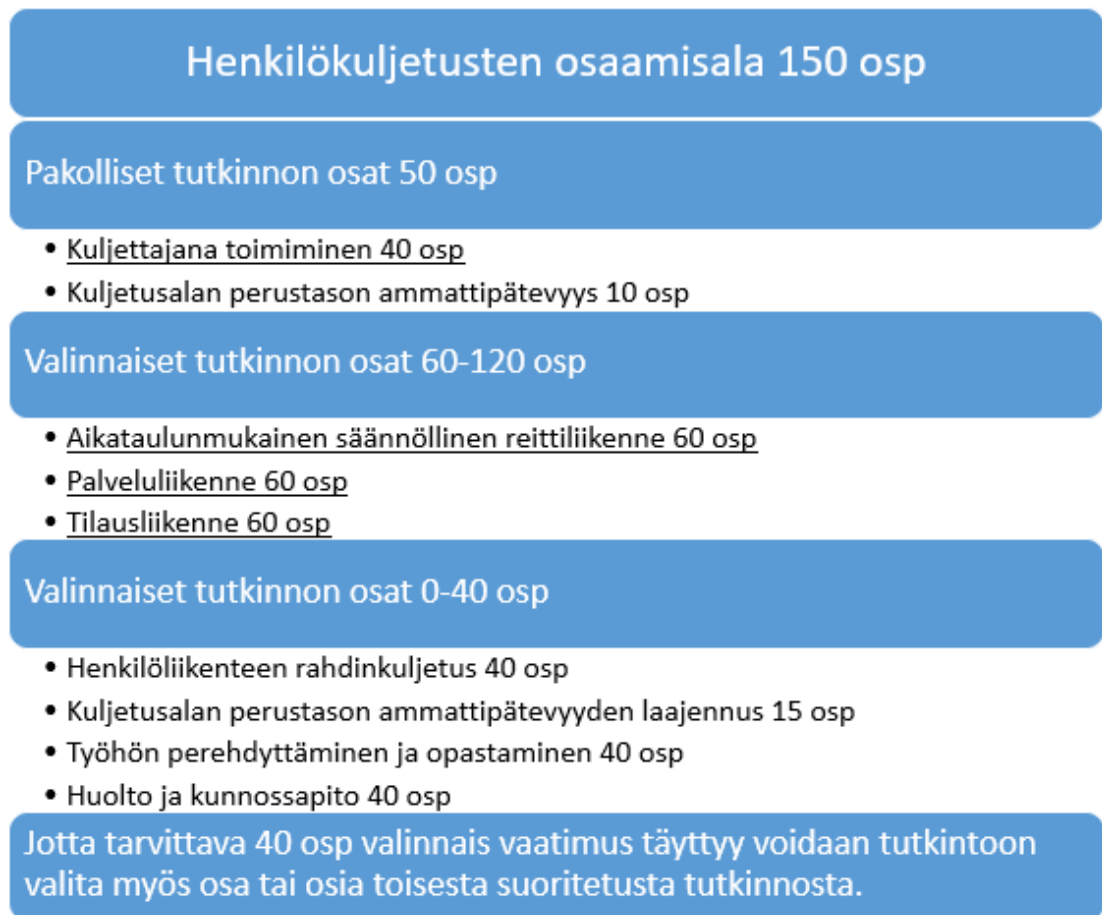 Henkilökuljetusten osaamisala 150 osp
Pakolliset tutkinnon osat 50 osp
• Kuljettajana toimiminen 40 osp
• Kuljetusalan perustason ammattipätevyys 10 osp
Valinnaiset tutkinnon osat 60-120 osp
• Aikataulunmukainen säännöllinen reittiliikenne 60 osp
• Palveluliikenne 60 osp
• Tilausliikenne 60 osp
Valinnaiset tutkinnon osat 0-40 osp
• Henkilöliikenteen rahdinkuljetus 40 osp
• Kuljetusalan perustason ammattipätevyyden laajennus 15 osp
• Työhön perehdyttäminen ja opastaminen 40 osp
• Huolto ja kunnossapito 40 osp
Jotta tarvittava 40 osp valinnais vaatimus täyttyy voidaan tutkintoon
valita myös osa tai osia toisesta suoritetusta tutkinnosta.